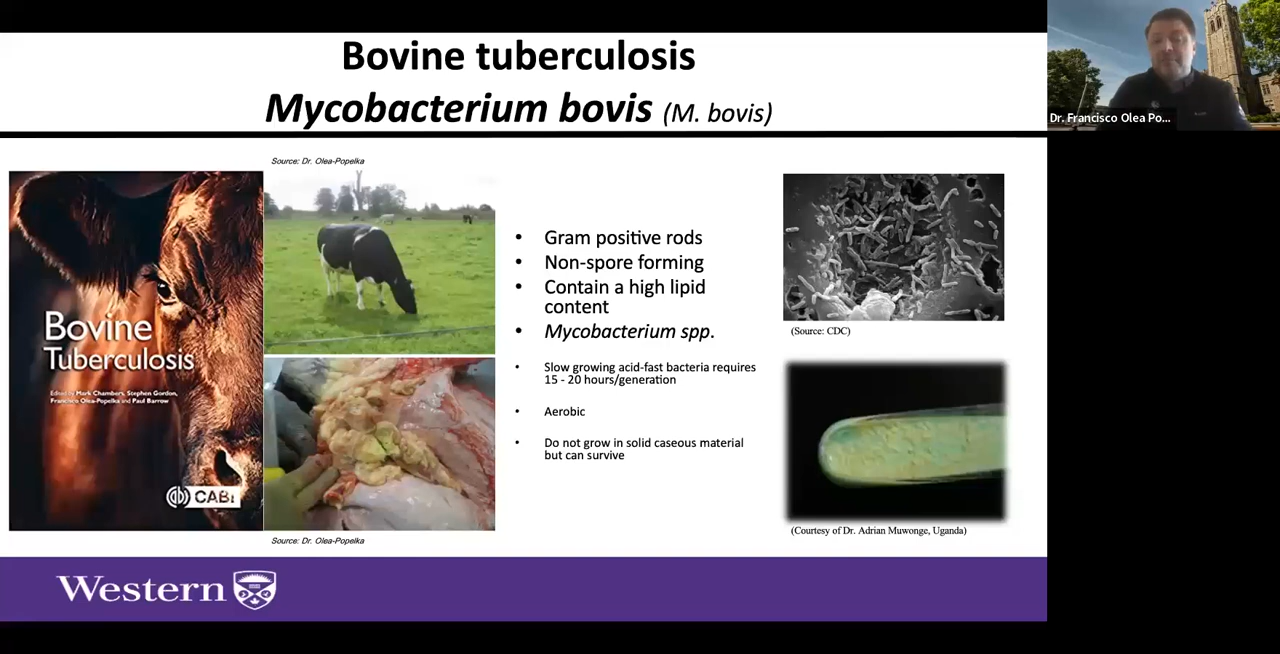 Bovine tuberculosis
Mycobacterium bovis (M. bovis)
Dr. Francisco Olea Po...
Source: Dr. Olea-Popelka
Bovine
Tuberculosis
Edited by Mark Chambers, Stephen Gordon,
Francisco Olea-Popelka and Paul Barrow
CABI
Source: Dr. Olea-Popelka
• Gram positive rods
• Non-spore forming
• Contain a high lipid
content
• Mycobacterium spp.
• Slow growing acid-fast bacteria requires
15 - 20 hours/generation
• Aerobic
• Do not grow in solid caseous material
but can survive
(Source: CDC)
(Courtesy of Dr. Adrian Muwonge, Uganda)
Western